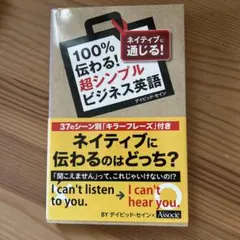 ネイティブに
通じる!
100%
伝わる!
超シンプル
ビジネス英語
デイビッド・セイン
37のシーン別「キラーフレーズ」付き
ネイティブに
伝わるのはどっち?
「聞こえません」って、これじゃいけないの!?
I can't listen
to you.
I can't
hear you.
BY デイビッド・セイン×
Associé